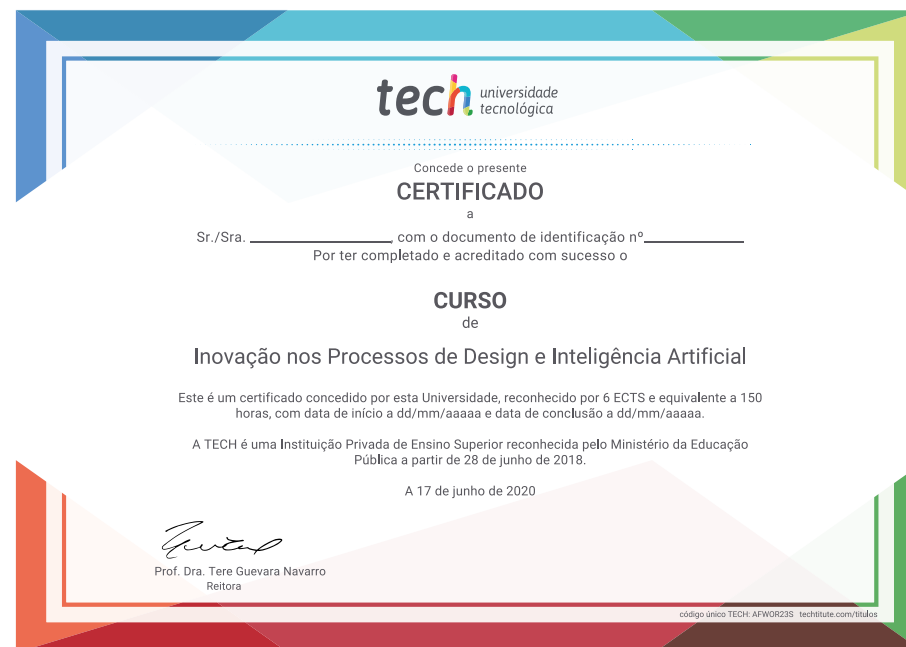 tech universidade
tecnológica
Concede o presente
CERTIFICADO
a
Sr./Sra. ________________, com o documento de identificação nº____________
Por ter completado e acreditado com sucesso o
CURSO
de
Inovação nos Processos de Design e Inteligência Artificial
Este é um certificado concedido por esta Universidade, reconhecido por 6 ECTS e equivalente a 150
horas, com data de início a dd/mm/aaaaa e data de conclusão a dd/mm/aaaaa.
A TECH é uma Instituição Privada de Ensino Superior reconhecida pelo Ministério da Educação
Pública a partir de 28 de junho de 2018.
A 17 de junho de 2020
Prof. Dra. Tere Guevara Navarro
Reitora
código único TECH: AFWOR23S techtitute.com/titulos